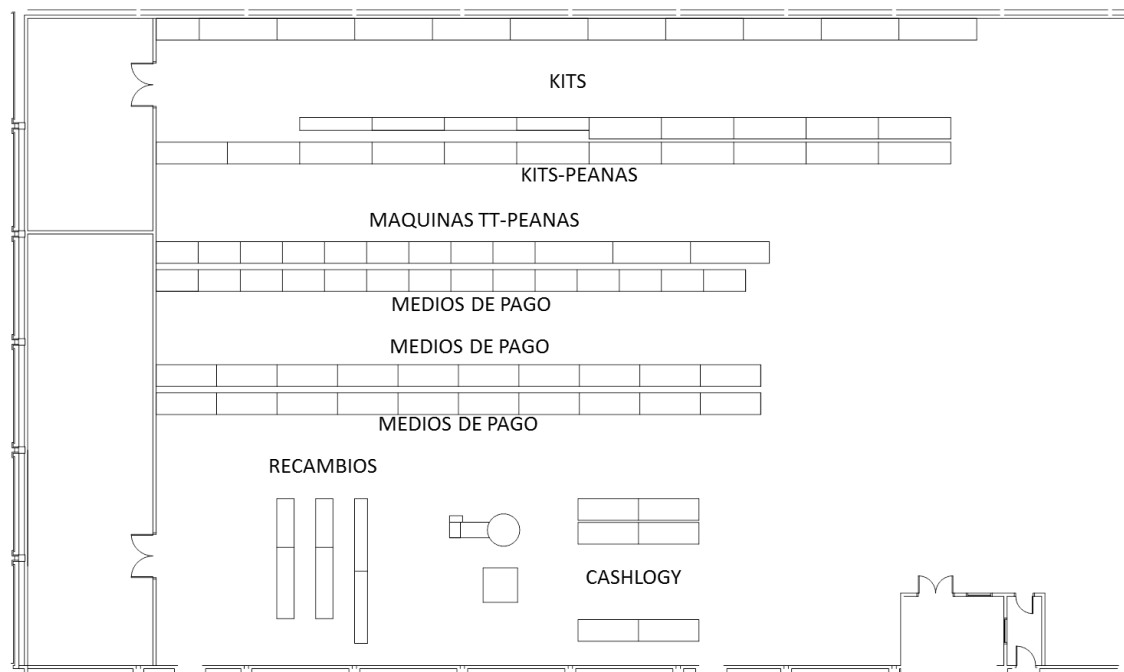 KITS
KITS-PEANAS
MAQUINAS TT-PEANAS
MEDIOS DE PAGO
MEDIOS DE PAGO
MEDIOS DE PAGO
RECAMBIOS
CASHLOGY